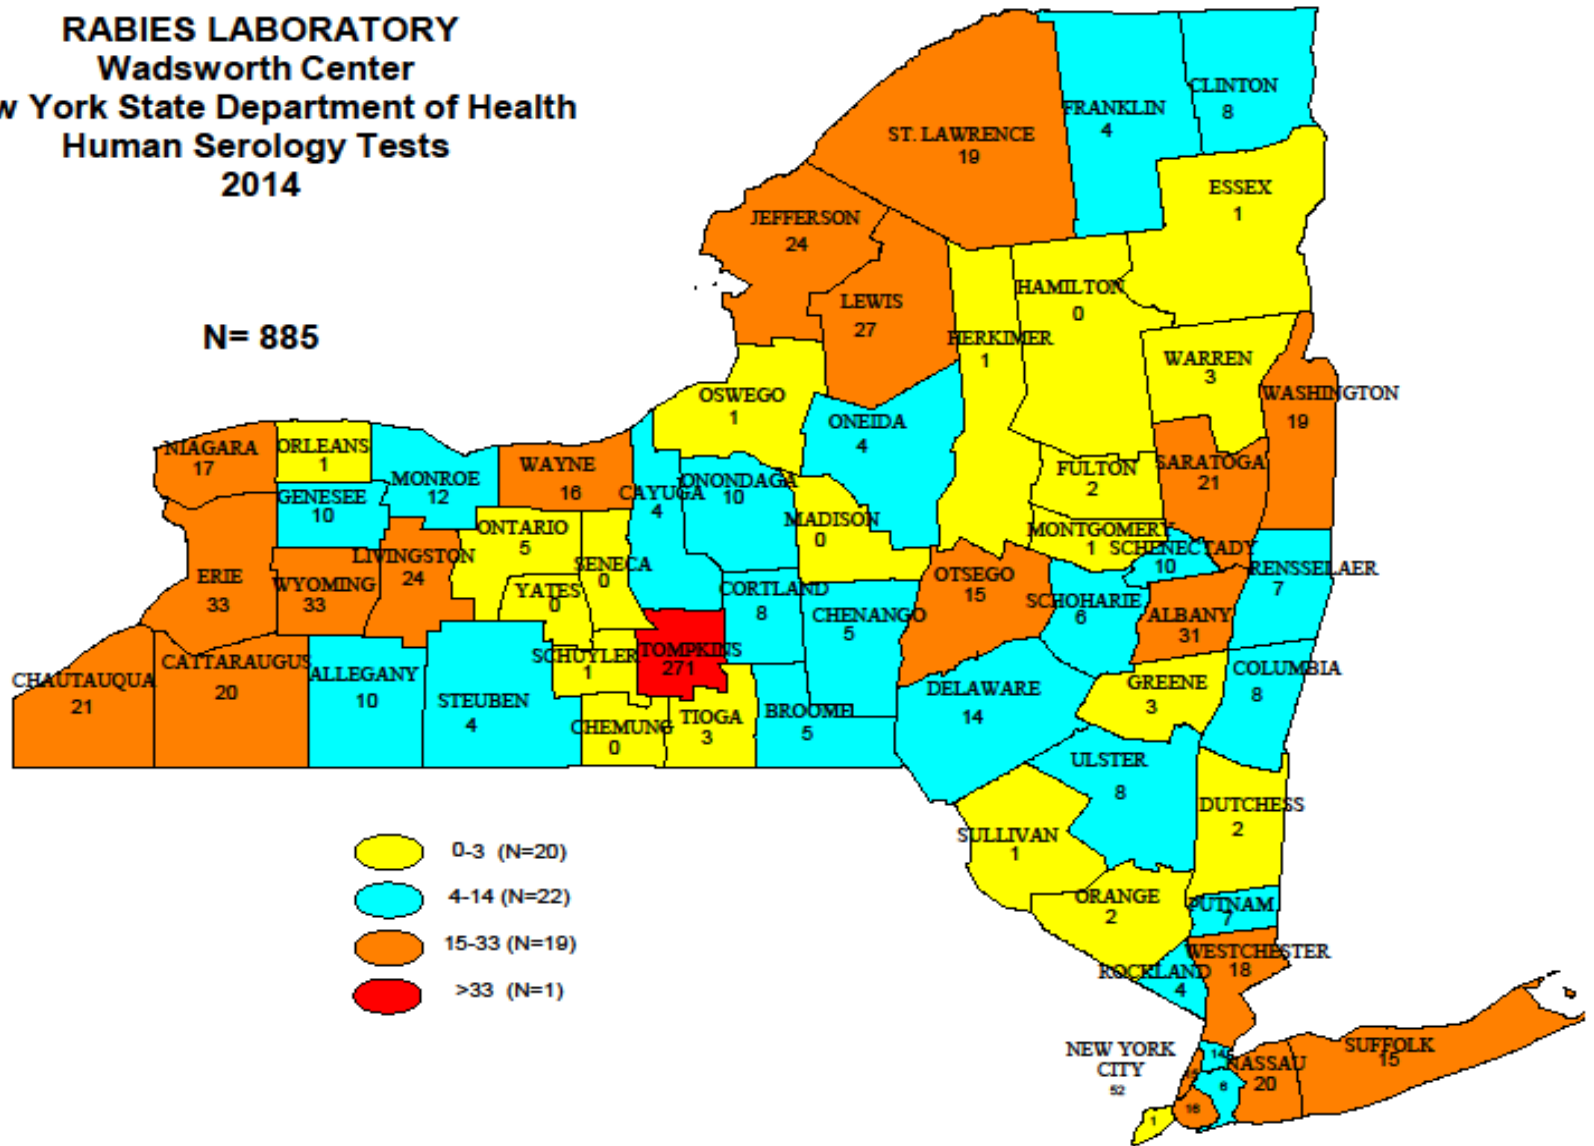 RABIES LABORATORY
Wadsworth Center
w York State Department of Health
Human Serology Tests
2014
N= 885
CLINTON
8
FRANKLIN
4
ST. LAWRENCE
19
ESSEX
1
JEFFERSON
24
HAMILTON
0
LEWIS
27
HERKIMER
1
WARREN
3
WASHINGTON
19
OSWEGO
1
ONEIDA
4
NIAGARA
17
ORLEANS
1
MONROE
12
WAYNE
16
GENESEE
10
CAYUGA
4
ONONDAGA
10
FULTON
2
SARATOGA
21
MADISON
0
MONTGOMERY
1
SCHENECTADY
10
ONTARIO
5
SENECA
0
LIVINGSTON
24
ERIE
33
WYOMING
33
YATES
0
CORTLAND
8
CHENANGO
5
OTSEGO
15
SCHOHARIE
6
ALBANY
31
RENSSELAER
7
CHAUTAUQUA
21
CATTARAUGUS
20
ALLEGANY
10
STEUBEN
4
SCHUYLER
1
TOMPKINS
271
CHEMUNG
0
TIOGA
3
BROOME
5
DELAWARE
14
GREENE
3
COLUMBIA
8
ULSTER
8
DUTCHESS
2
SULLIVAN
1
ORANGE
2
PUTNAM
7
WESTCHESTER
18
ROCKLAND
4
0-3 (N=20)
4-14 (N=22)
15-33 (N=19)
>33 (N=1)
NEW YORK
CITY
52
14
6
16
1
NASSAU
20
SUFFOLK
15